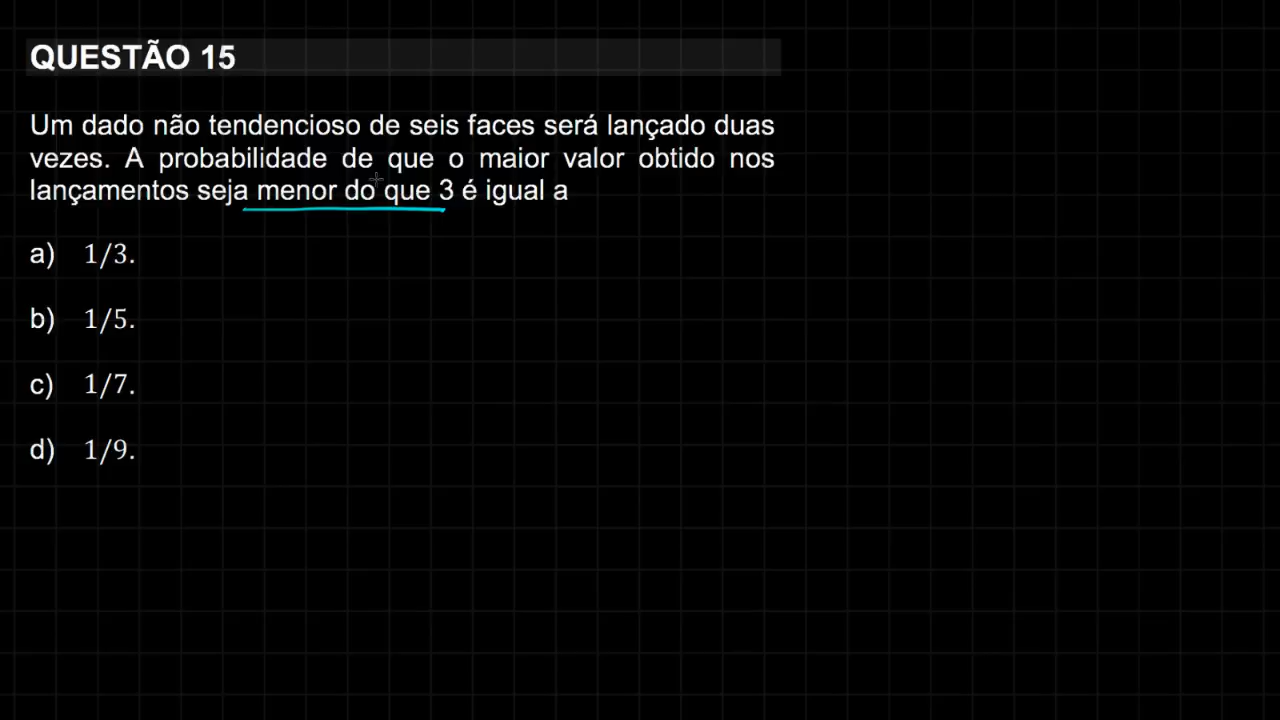 QUESTÃO 15
Um dado não tendencioso de seis faces será lançado duas
vezes. A probabilidade de que o maior valor obtido nos
lançamentos seja menor do que 3 é igual a
a) 1/3.
b) 1/5.
c) 1/7.
d) 1/9.